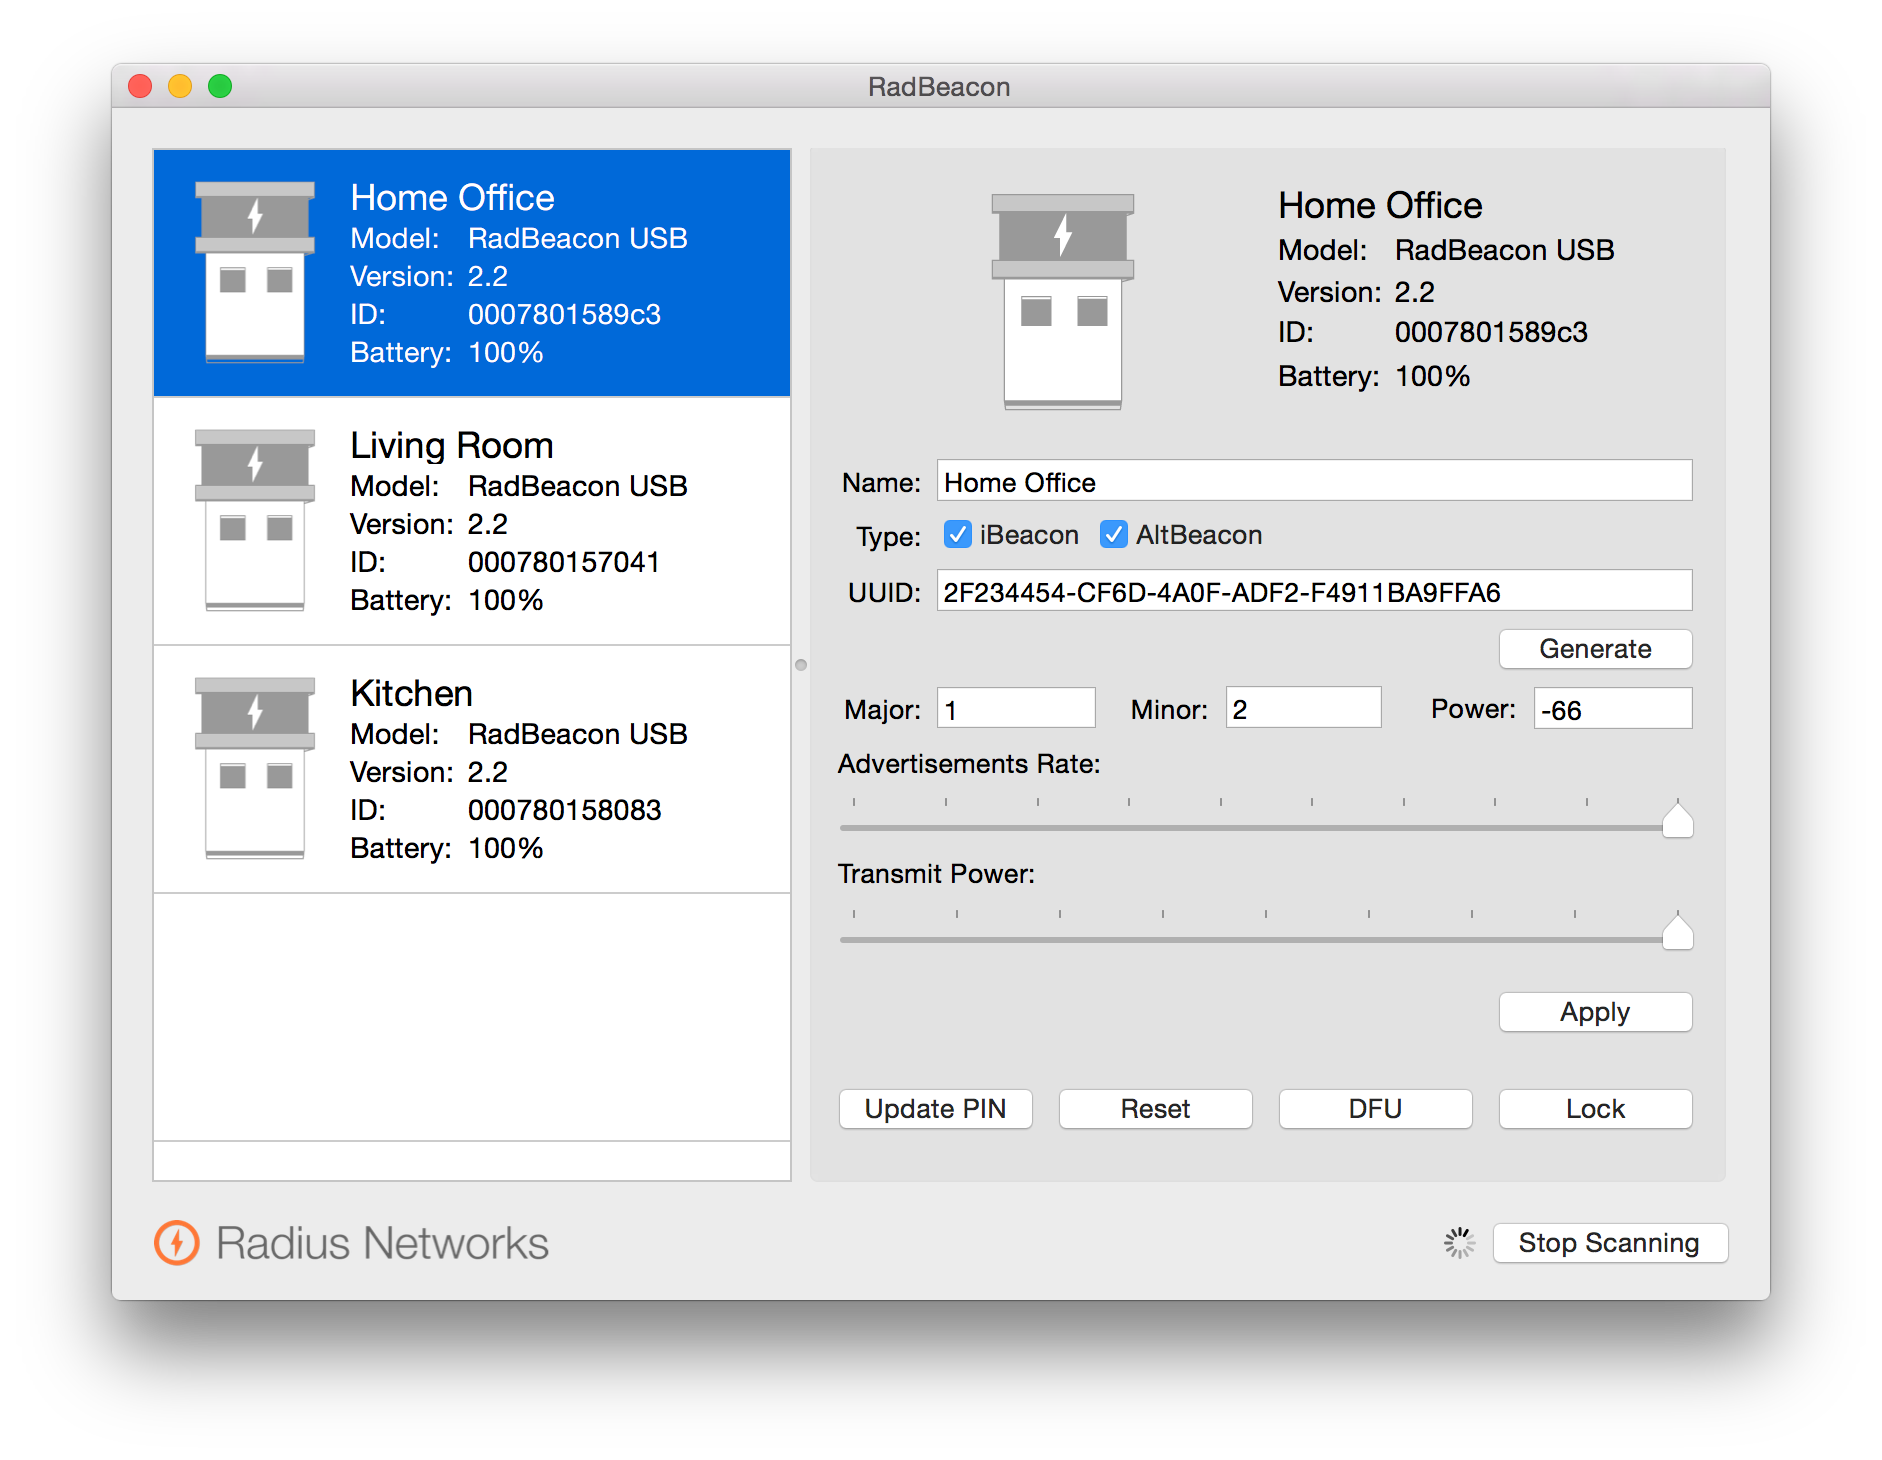 RadBeacon
Home Office
Model: RadBeacon USB
Version: 2.2
ID: 0007801589c3
Battery: 100%
Living Room
Model: RadBeacon USB
Version: 2.2
ID: 000780157041
Battery: 100%
Kitchen
Model: RadBeacon USB
Version: 2.2
ID: 000780158083
Battery: 100%
Home Office
Model: RadBeacon USB
Version: 2.2
ID: 0007801589c3
Battery: 100%
Name: Home Office
Type: iBeacon AltBeacon
UUID: 2F234454-CF6D-4A0F-ADF2-F4911BA9FFA6
Generate
Major: 1 Minor: 2 Power: -66
Advertisements Rate:
Transmit Power:
Apply
Update PIN Reset DFU Lock
Radius Networks
Stop Scanning